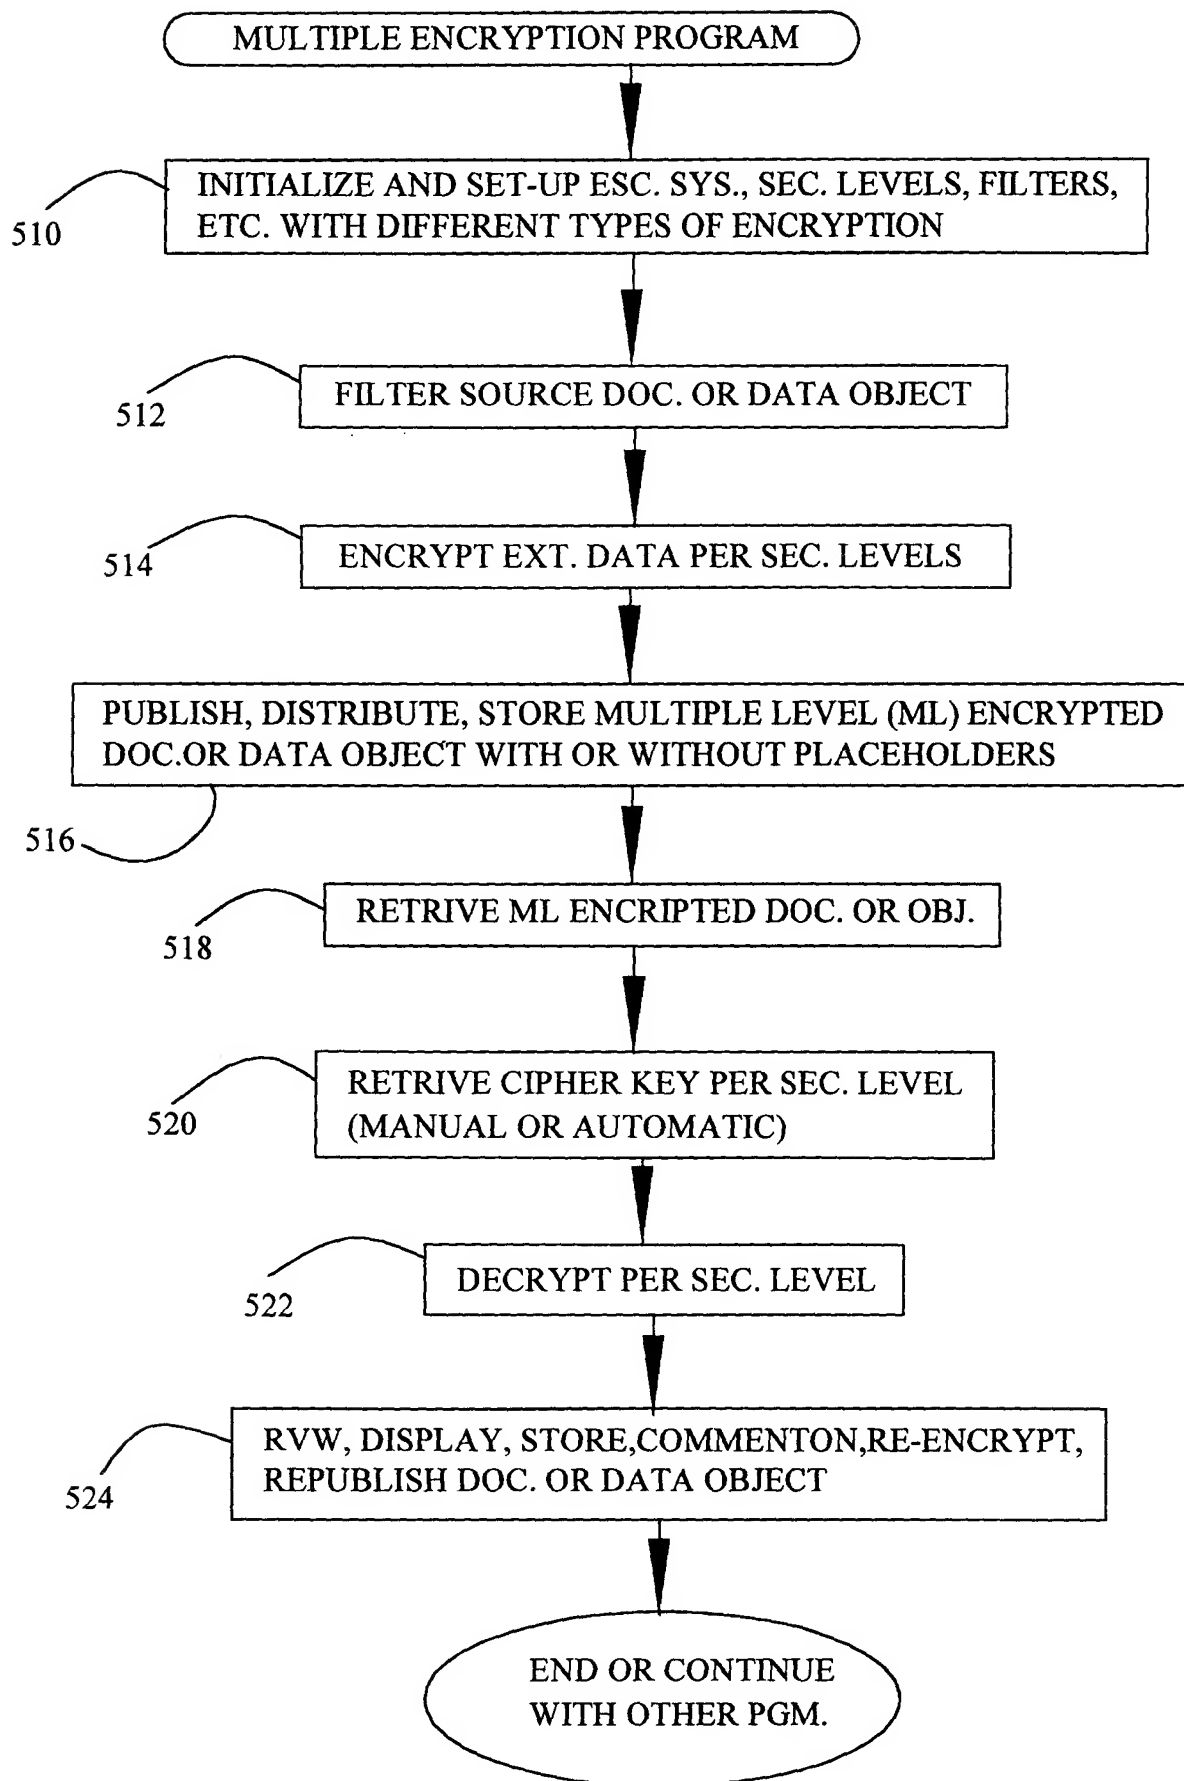 MULTIPLE ENCRYPTION PROGRAM
INITIALIZE AND SET-UP ESC. SYS., SEC. LEVELS, FILTERS,
ETC. WITH DIFFERENT TYPES OF ENCRYPTION
510
FILTER SOURCE DOC. OR DATA OBJECT
512
ENCRYPT EXT. DATA PER SEC. LEVELS
514
PUBLISH, DISTRIBUTE, STORE MULTIPLE LEVEL (ML) ENCRYPTED
DOC.OR DATA OBJECT WITH OR WITHOUT PLACEHOLDERS
516
RETRIVE ML ENCRIPTED DOC. OR OBJ.
518
RETRIVE CIPHER KEY PER SEC. LEVEL
(MANUAL OR AUTOMATIC)
520
DECRYPT PER SEC. LEVEL
522
RVW, DISPLAY, STORE,COMMENTON,RE-ENCRYPT,
REPUBLISH DOC. OR DATA OBJECT
524
END OR CONTINUE
WITH OTHER PGM.